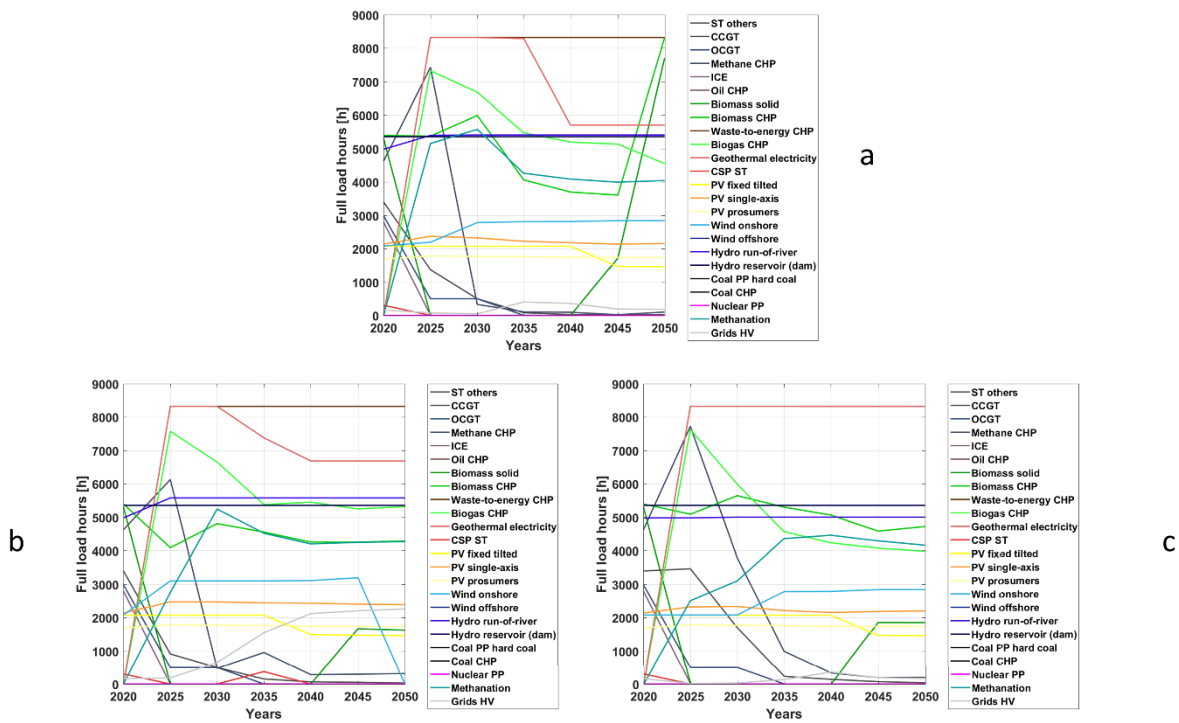 9000
8000
7000
6000
5000
4000
3000
2000
1000
0
Full load hours [h]
2020 2025 2030 2035 2040 2045 2050
Years
ST others
CCGT
OCGT
Methane CHP
ICE
Oil CHP
Biomass solid
Biomass CHP
Waste-to-energy CHP
Biogas CHP
Geothermal electricity
CSP ST
PV fixed tilted
PV single-axis
PV prosumers
Wind onshore
Wind offshore
Hydro run-of-river
Hydro reservoir (dam)
Coal PP hard coal
Coal CHP
Nuclear PP
Methanation
Grids HV
a
b
9000
8000
7000
6000
5000
4000
3000
2000
1000
0
Full load hours [h]
2020 2025 2030 2035 2040 2045 2050
Years
ST others
CCGT
OCGT
Methane CHP
ICE
Oil CHP
Biomass solid
Biomass CHP
Waste-to-energy CHP
Biogas CHP
Geothermal electricity
CSP ST
PV fixed tilted
PV single-axis
PV prosumers
Wind onshore
Wind offshore
Hydro run-of-river
Hydro reservoir (dam)
Coal PP hard coal
Coal CHP
Nuclear PP
Methanation
Grids HV
9000
8000
7000
6000
5000
4000
3000
2000
1000
0
Full load hours [h]
2020 2025 2030 2035 2040 2045 2050
Years
ST others
CCGT
OCGT
Methane CHP
ICE
Oil CHP
Biomass solid
Biomass CHP
Waste-to-energy CHP
Biogas CHP
Geothermal electricity
CSP ST
PV fixed tilted
PV single-axis
PV prosumers
Wind onshore
Wind offshore
Hydro run-of-river
Hydro reservoir (dam)
Coal PP hard coal
Coal CHP
Nuclear PP
Methanation
Grids HV
c